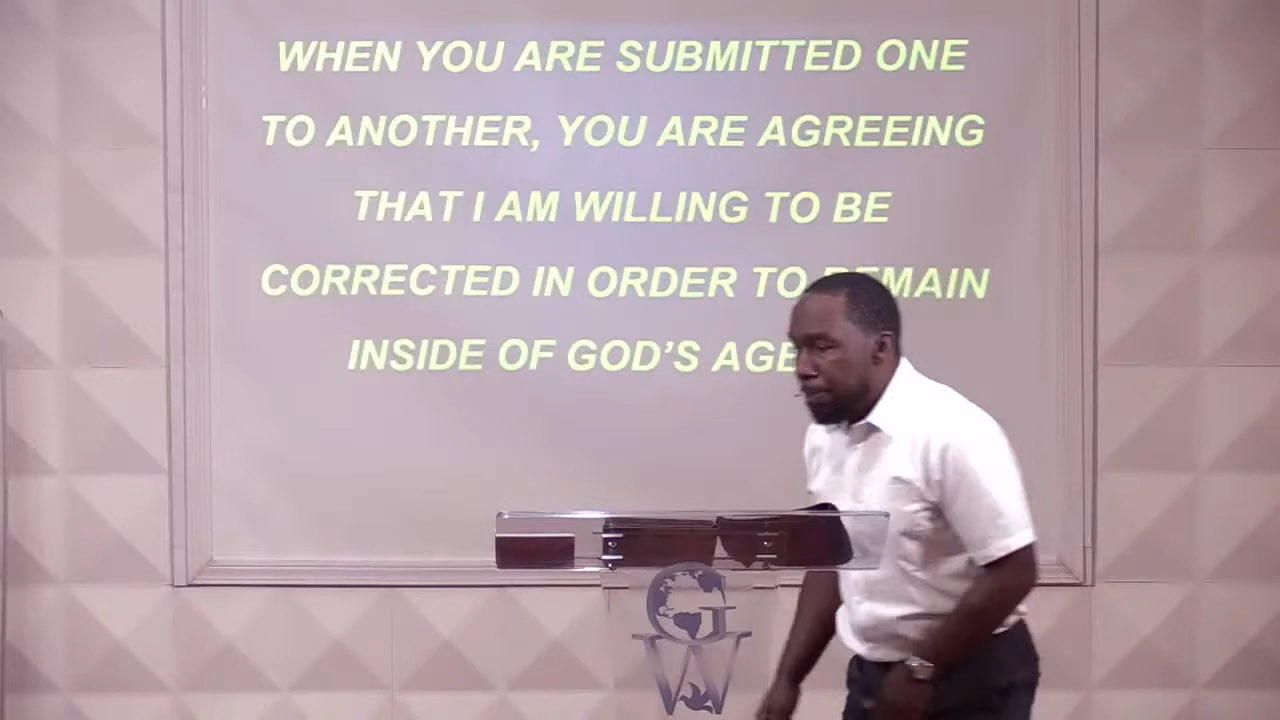 WHEN YOU ARE SUBMITTED ONE
TO ANOTHER, YOU ARE AGREEING
THAT I AM WILLING TO BE
CORRECTED IN ORDER TO
INSIDE OF GOD'S
GW